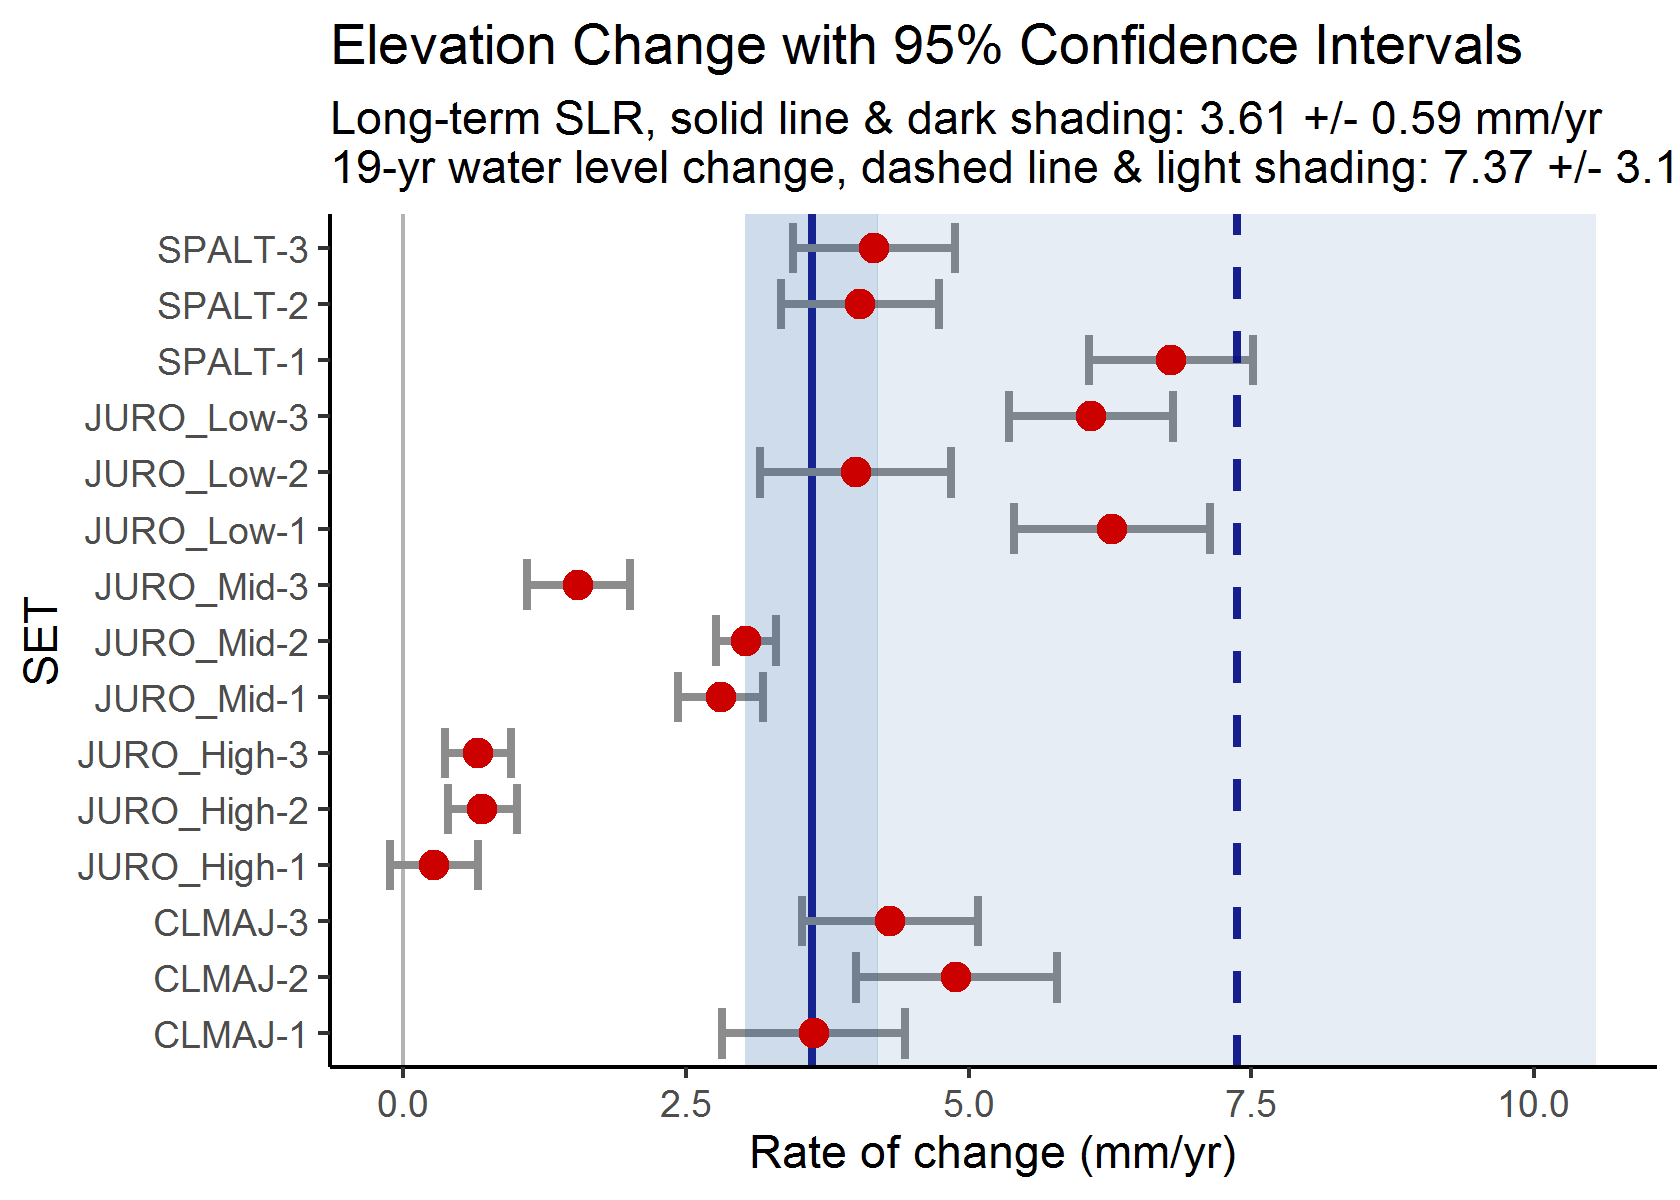 Elevation Change with 95% Confidence Intervals
Long-term SLR, solid line & dark shading: 3.61 +/- 0.59 mm/yr
19-yr water level change, dashed line & light shading: 7.37 +/- 3.1
SPALT-3
SPALT-2
SPALT-1
JURO_Low-3
JURO_Low-2
JURO_Low-1
JURO_Mid-3
JURO_Mid-2
JURO_Mid-1
JURO_High-3
JURO_High-2
JURO_High-1
CLMAJ-3
CLMAJ-2
CLMAJ-1
SET
0.0 2.5 5.0 7.5 10.0
Rate of change (mm/yr)